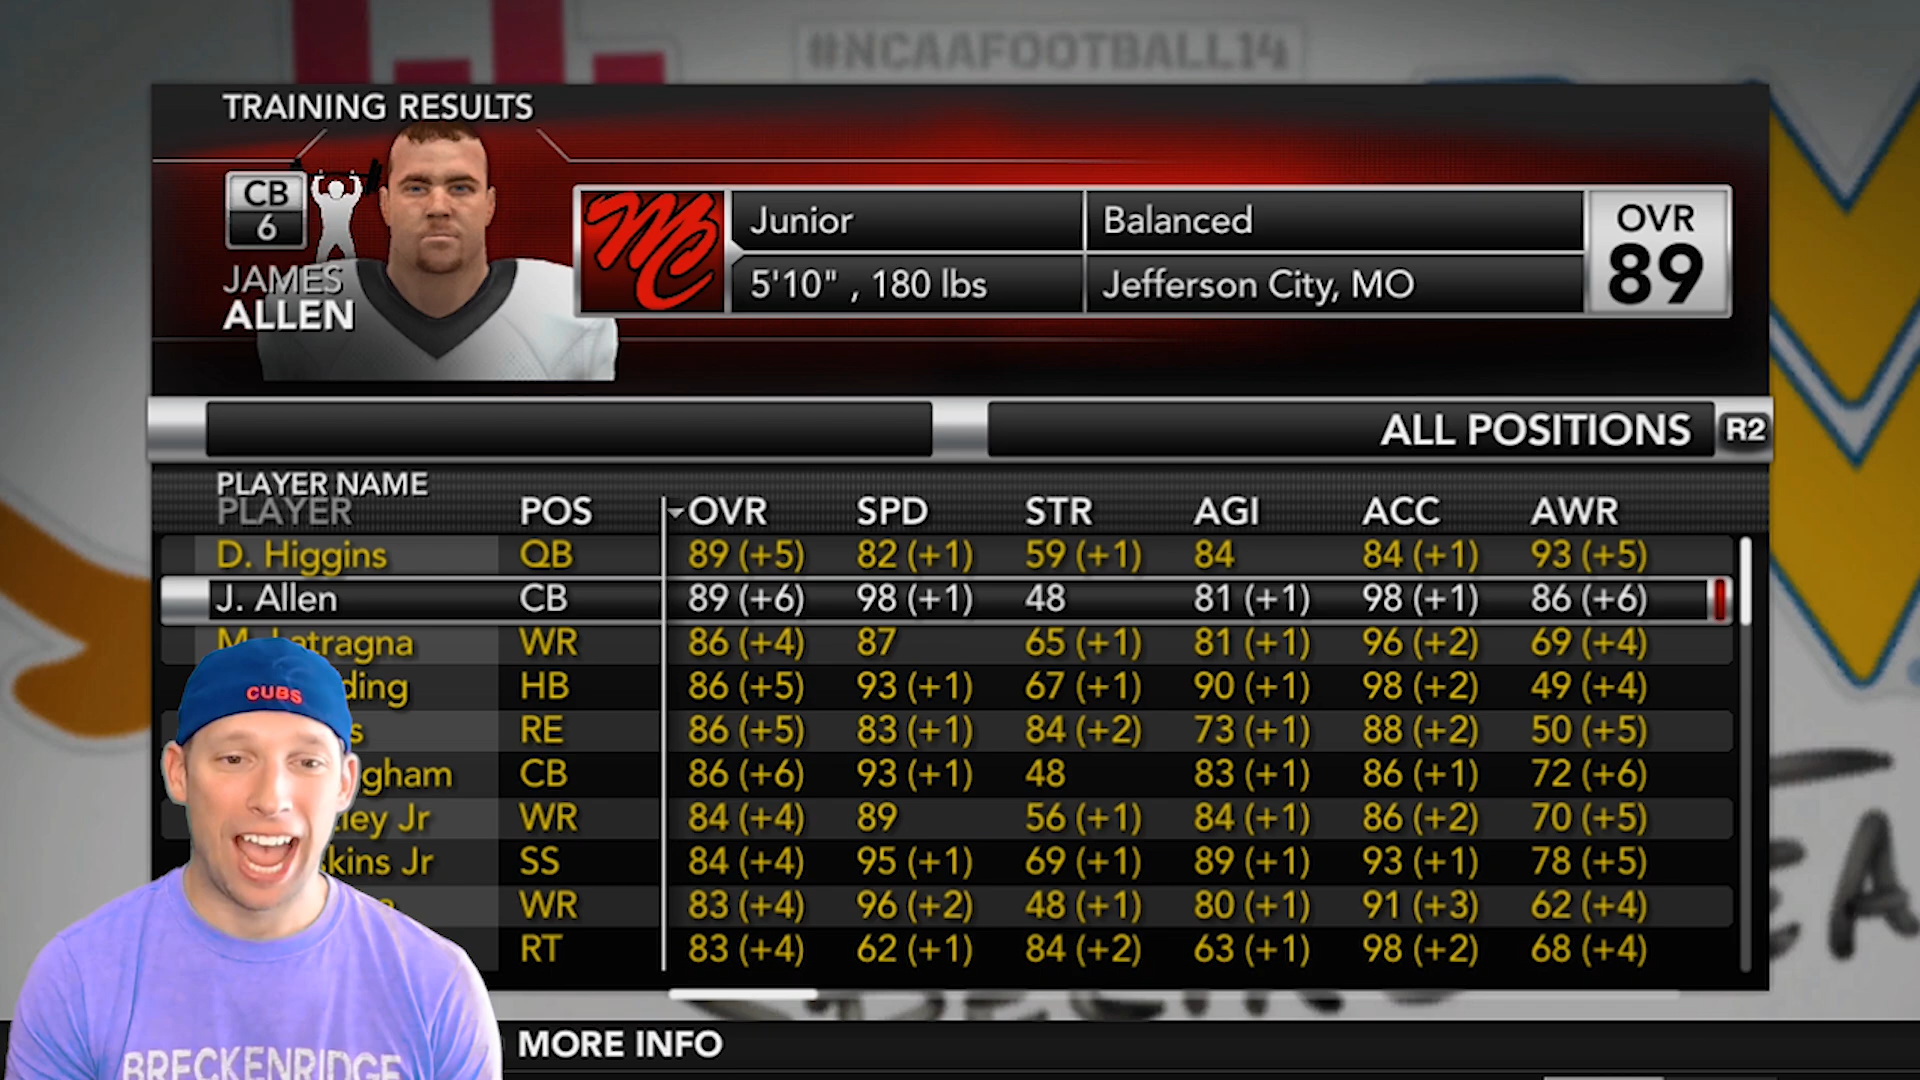 #NCAAFOOTBALL14
TRAINING RESULTS
CB
6
JAMES
ALLEN
MC
Junior
Balanced
5'10" , 180 lbs
Jefferson City, MO
OVR
89
ALL POSITIONS
R2
PLAYER NAME
PLAYER POS OVR SPD STR AGI ACC AWR
D. Higgins QB 89 (+5) 82 (+1) 59 (+1) 84 84 (+1) 93 (+5)
J. Allen CB 89 (+6) 98 (+1) 48 81 (+1) 98 (+1) 86 (+6)
M. Latragna WR 86 (+4) 87 65 (+1) 81 (+1) 96 (+2) 69 (+4)
HB 86 (+5) 93 (+1) 67 (+1) 90 (+1) 98 (+2) 49 (+4)
RE 86 (+5) 83 (+1) 84 (+2) 73 (+1) 88 (+2) 50 (+5)
CB 86 (+6) 93 (+1) 48 83 (+1) 86 (+1) 72 (+6)
Jr WR 84 (+4) 89 56 (+1) 84 (+1) 86 (+2) 70 (+5)
Jr SS 84 (+4) 95 (+1) 69 (+1) 89 (+1) 93 (+1) 78 (+5)
WR 83 (+4) 96 (+2) 48 (+1) 80 (+1) 91 (+3) 62 (+4)
RT 83 (+4) 62 (+1) 84 (+2) 63 (+1) 98 (+2) 68 (+4)
CUBS
BRECKENRIDGE
MORE INFO